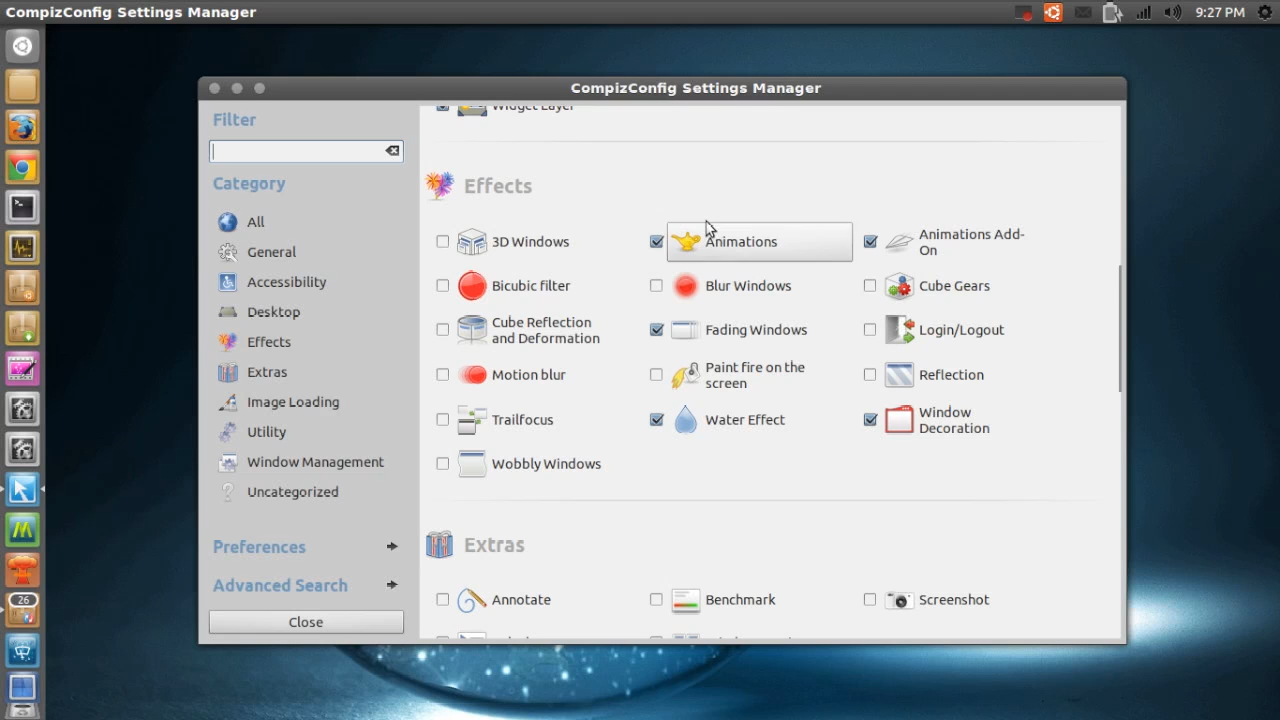 CompizConfig Settings Manager
9:27 PM
CompizConfig Settings Manager
Filter
Category
All
General
Accessibility
Desktop
Effects
Extras
Image Loading
Utility
Window Management
Uncategorized
Preferences
Advanced Search
Close
Widget Layer
Effects
3D Windows
Animations
Animations Add-
On
Bicubic filter
Blur Windows
Cube Gears
Cube Reflection
and Deformation
Fading Windows
Login/Logout
Motion blur
Paint fire on the
screen
Reflection
Trailfocus
Water Effect
Window
Decoration
Wobbly Windows
Extras
Annotate
Benchmark
Screenshot
26